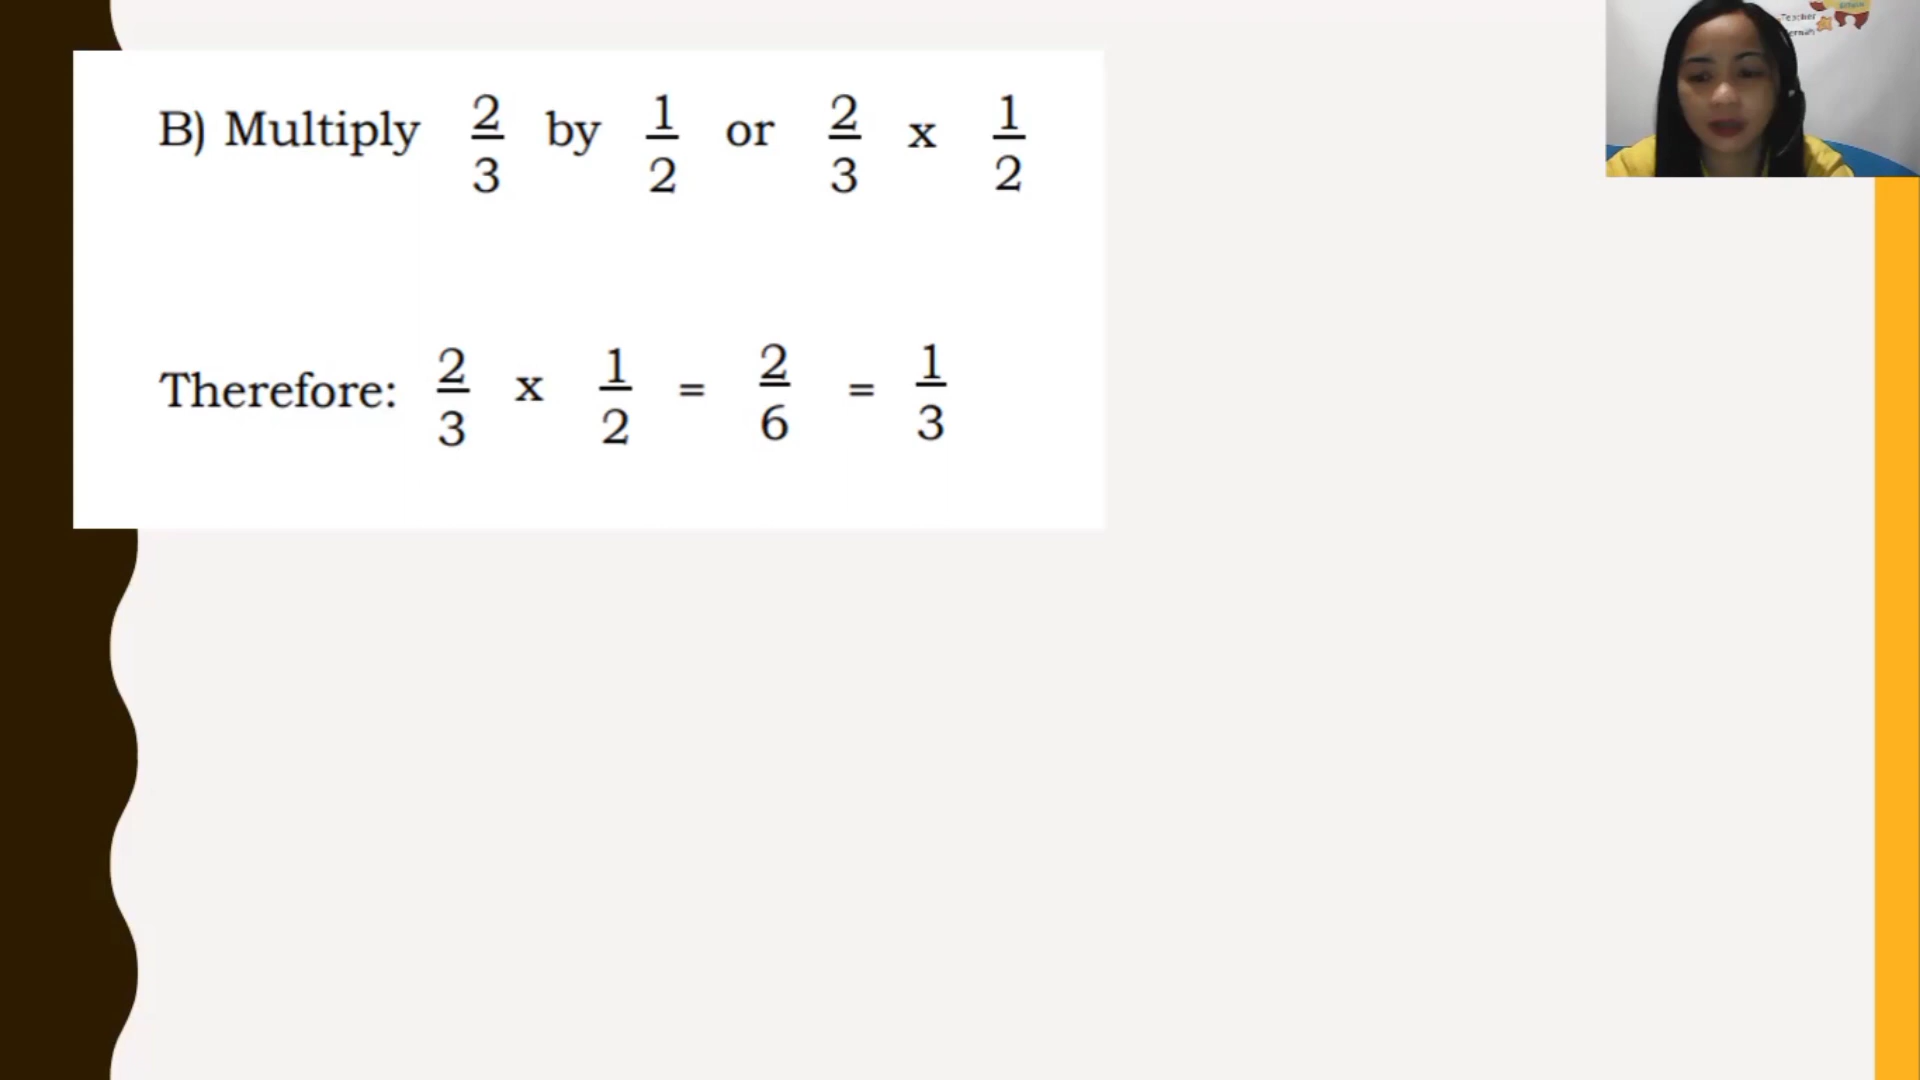 B) Multiply 2/3 by 1/2 or 2/3 x 1/2
Therefore: 2/3 x 1/2 = 2/6 = 1/3
Teacher